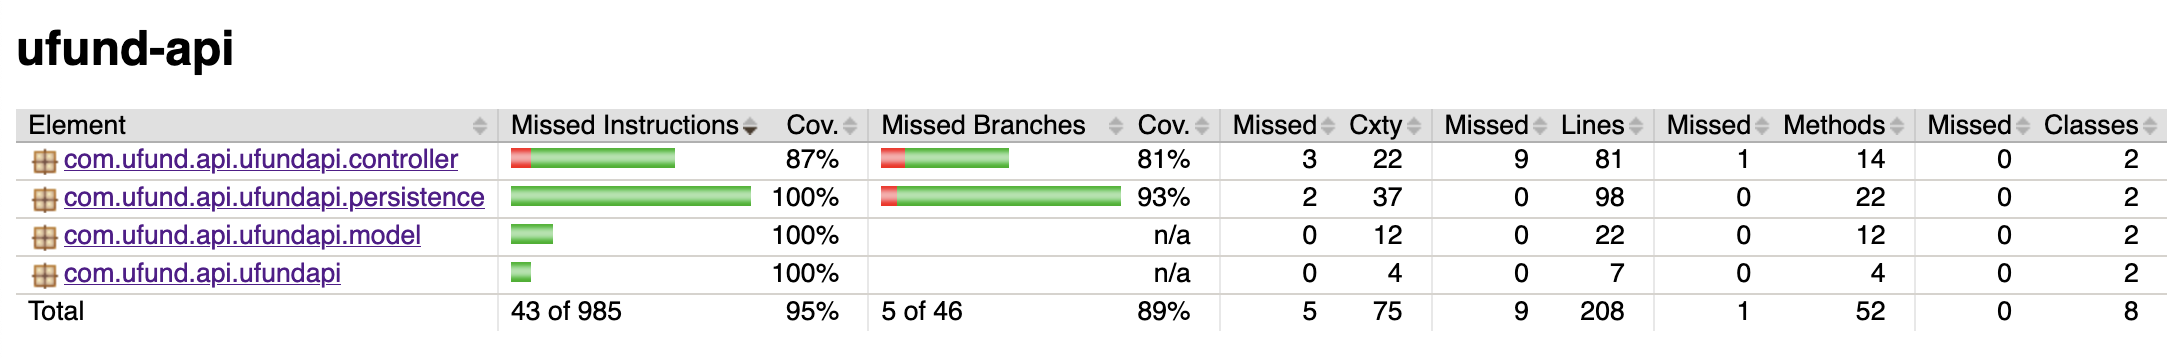 ufund-api
Element Missed Instructions Cov. Missed Branches Cov. Missed Cxty Missed Lines Missed Methods Missed Classes
com.ufund.api.ufundapi.controller 87% 81% 3 22 9 81 1 14 0 2
com.ufund.api.ufundapi.persistence 100% 93% 2 37 0 98 0 22 0 2
com.ufund.api.ufundapi.model 100% n/a 0 12 0 22 0 12 0 2
com.ufund.api.ufundapi 100% n/a 0 4 0 7 0 4 0 2
Total 43 of 985 95% 5 of 46 89% 5 75 9 208 1 52 0 8